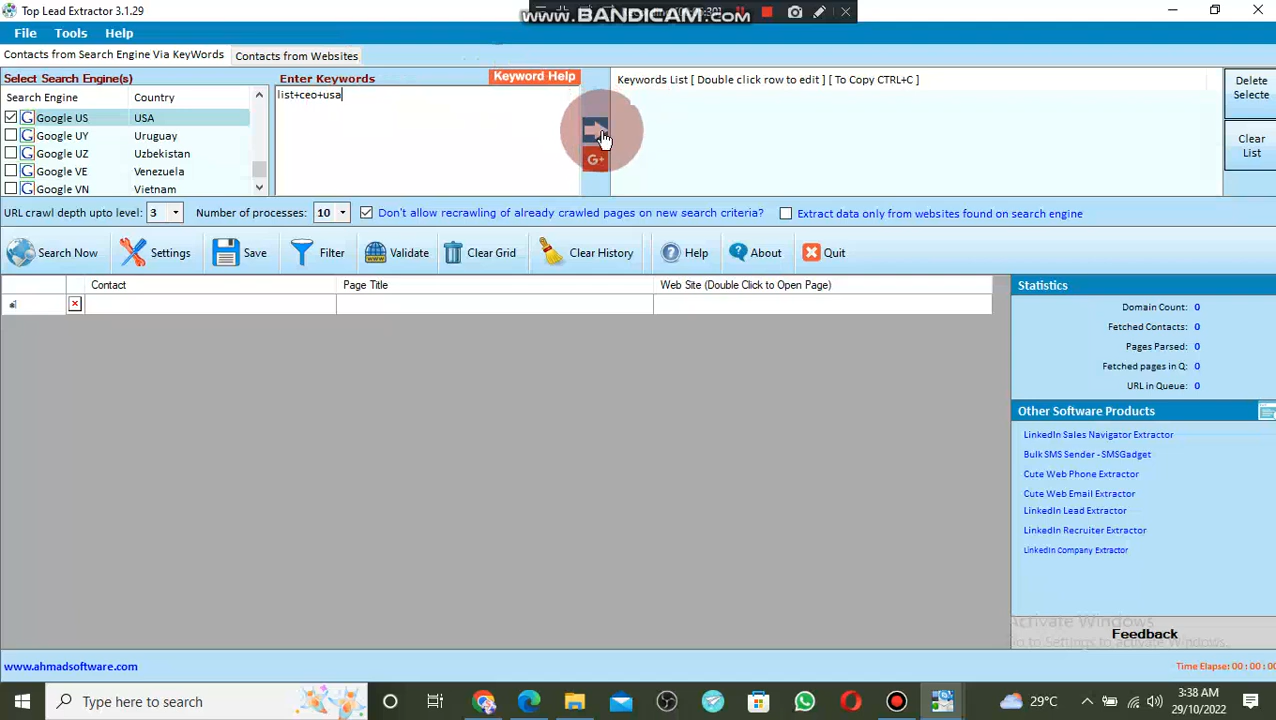 Top Lead Extractor 3.1.29
www.BANDICAM.com
File Tools Help
Contacts from Search Engine Via KeyWords Contacts from Websites
Select Search Engine(s)
Search Engine Country
Google US USA
Google UY Uruguay
Google UZ Uzbekistan
Google VE Venezuela
Google VN Vietnam
Enter Keywords Keyword Help
list+ceo+usa
G+
Keywords List [ Double click row to edit ] [ To Copy CTRL+C ]
Delete
Selecte
Clear
List
URL crawl depth upto level: 3 Number of processes: 10 Don't allow recrawling of already crawled pages on new search criteria? Extract data only from websites found on search engine
Search Now Settings Save Filter Validate Clear Grid Clear History Help About Quit
Contact Page Title Web Site (Double Click to Open Page)
Statistics
Domain Count: 0
Fetched Contacts: 0
Pages Parsed: 0
Fetched pages in Q: 0
URL in Queue: 0
Other Software Products
LinkedIn Sales Navigator Extractor
Bulk SMS Sender - SMSGadget
Cute Web Phone Extractor
Cute Web Email Extractor
LinkedIn Lead Extractor
LinkedIn Recruiter Extractor
LinkedIn Company Extractor
Activate Windows
Go to Settings to activate Windows.
Feedback
www.ahmadsoftware.com
Time Elapse: 00 : 00 : 0
Type here to search
29°C
3:38 AM
29/10/2022